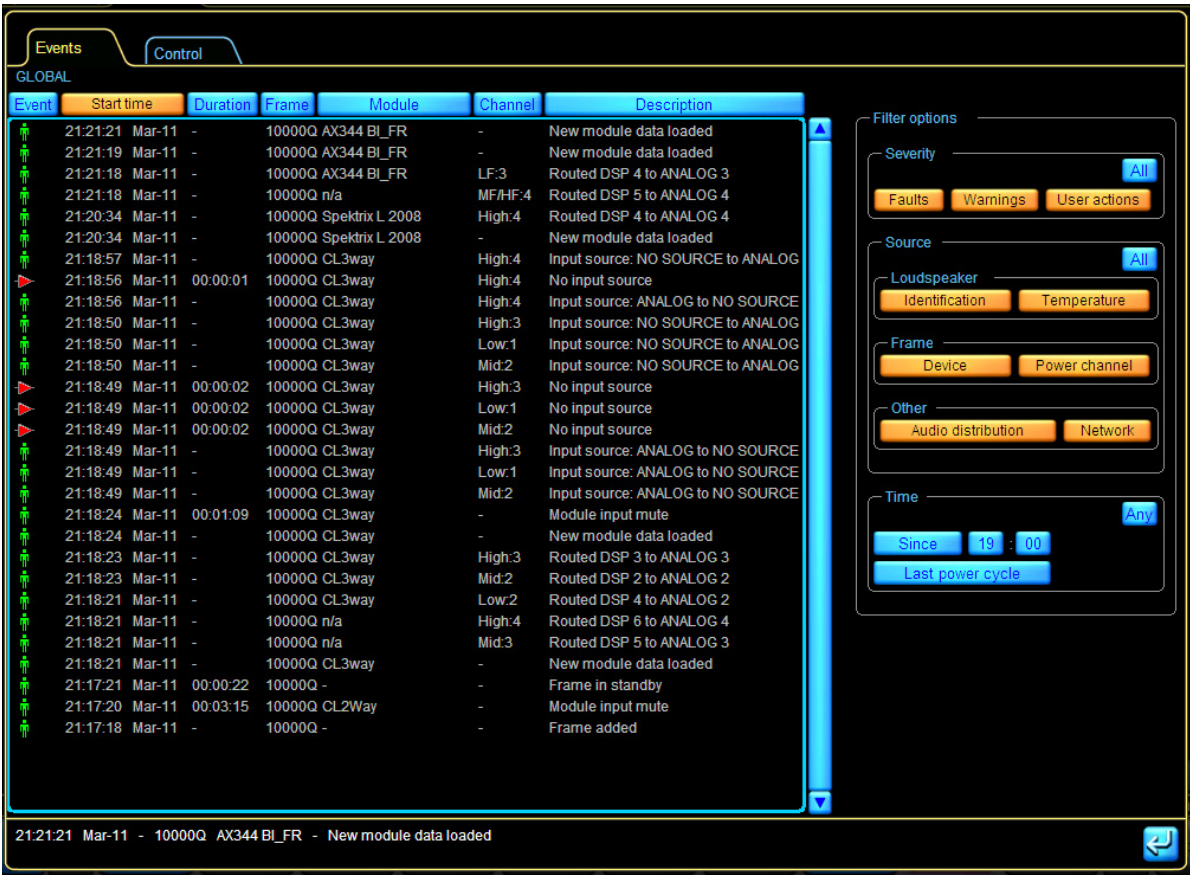 Events
Control
GLOBAL
Event Start time Duration Frame Module Channel Description
21:21:21 Mar-11 - 10000Q AX344 BI_FR - New module data loaded
21:21:19 Mar-11 - 10000Q AX344 BI_FR - New module data loaded
21:21:18 Mar-11 - 10000Q AX344 BI_FR LF:3 Routed DSP 4 to ANALOG 3
21:21:18 Mar-11 - 10000Q n/a MF/HF:4 Routed DSP 5 to ANALOG 4
21:20:34 Mar-11 - 10000Q Spektrix L 2008 High:4 Routed DSP 4 to ANALOG 4
21:20:34 Mar-11 - 10000Q Spektrix L 2008 - New module data loaded
21:18:57 Mar-11 - 10000Q CL3way High:4 Input source: NO SOURCE to ANALOG
21:18:56 Mar-11 00:00:01 10000Q CL3way High:4 No input source
21:18:56 Mar-11 - 10000Q CL3way High:4 Input source: ANALOG to NO SOURCE
21:18:50 Mar-11 - 10000Q CL3way High:3 Input source: NO SOURCE to ANALOG
21:18:50 Mar-11 - 10000Q CL3way Low:1 Input source: NO SOURCE to ANALOG
21:18:50 Mar-11 - 10000Q CL3way Mid:2 Input source: NO SOURCE to ANALOG
21:18:49 Mar-11 00:00:02 10000Q CL3way High:3 No input source
21:18:49 Mar-11 00:00:02 10000Q CL3way Low:1 No input source
21:18:49 Mar-11 00:00:02 10000Q CL3way Mid:2 No input source
21:18:49 Mar-11 - 10000Q CL3way High:3 Input source: ANALOG to NO SOURCE
21:18:49 Mar-11 - 10000Q CL3way Low:1 Input source: ANALOG to NO SOURCE
21:18:49 Mar-11 - 10000Q CL3way Mid:2 Input source: ANALOG to NO SOURCE
21:18:24 Mar-11 00:01:09 10000Q CL3way - Module input mute
21:18:24 Mar-11 - 10000Q CL3way - New module data loaded
21:18:23 Mar-11 - 10000Q CL3way High:3 Routed DSP 3 to ANALOG 3
21:18:23 Mar-11 - 10000Q CL3way Mid:2 Routed DSP 2 to ANALOG 2
21:18:21 Mar-11 - 10000Q CL3way Low:2 Routed DSP 4 to ANALOG 2
21:18:21 Mar-11 - 10000Q n/a High:4 Routed DSP 6 to ANALOG 4
21:18:21 Mar-11 - 10000Q n/a Mid:3 Routed DSP 5 to ANALOG 3
21:18:21 Mar-11 - 10000Q CL3way - New module data loaded
21:17:21 Mar-11 00:00:22 10000Q - - Frame in standby
21:17:20 Mar-11 00:03:15 10000Q CL2Way - Module input mute
21:17:18 Mar-11 - 10000Q - - Frame added
Filter options
Severity
All
Faults Warnings User actions
Source
All
Loudspeaker
Identification Temperature
Frame
Device Power channel
Other
Audio distribution Network
Time
Any
Since 19 : 00
Last power cycle
21:21:21 Mar-11 - 10000Q AX344 BI_FR - New module data loaded